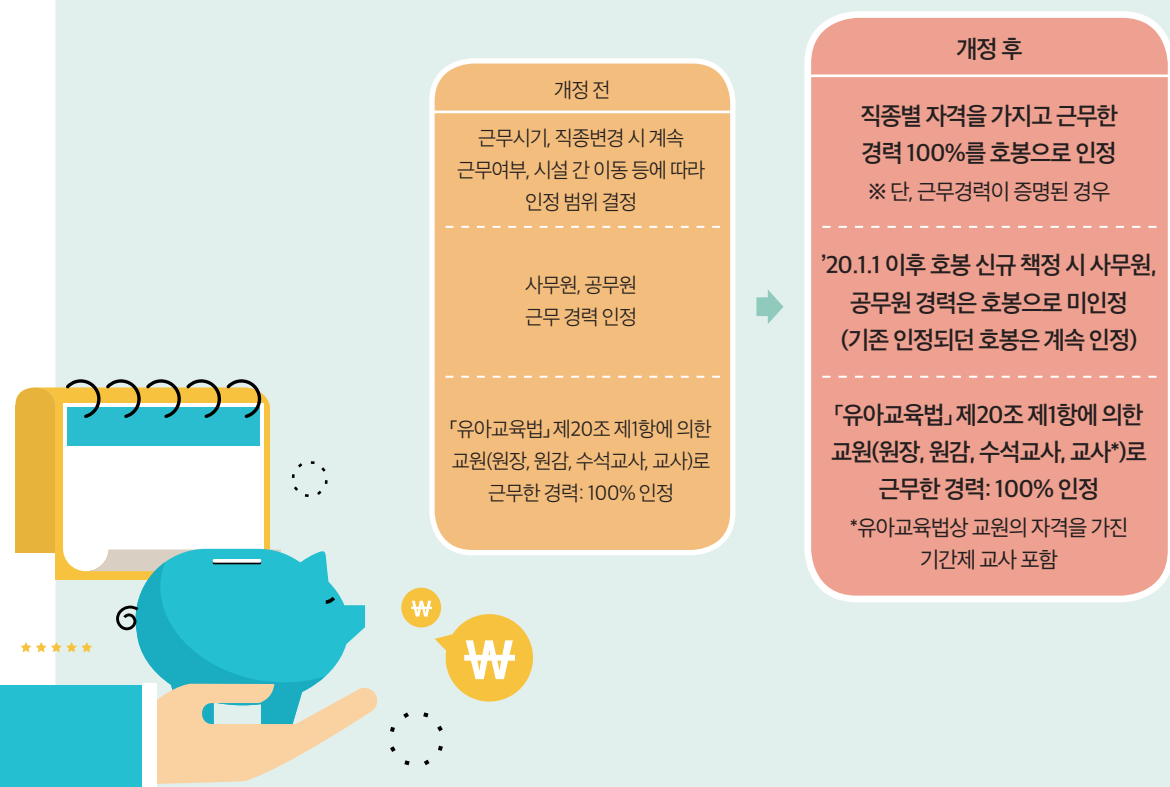 개정 전
근무시기, 직종변경 시 계속
근무여부, 시설 간 이동 등에 따라
인정 범위 결정
사무원, 공무원
근무 경력 인정
「유아교육법」 제20조 제1항에 의한
교원(원장, 원감, 수석교사, 교사)로
근무한 경력: 100% 인정
개정 후
직종별 자격을 가지고 근무한
경력 100%를 호봉으로 인정
※ 단, 근무경력이 증명된 경우
’20.1.1 이후 호봉 신규 책정 시 사무원,
공무원 경력은 호봉으로 미인정
(기존 인정되던 호봉은 계속 인정)
「유아교육법」 제20조 제1항에 의한
교원(원장, 원감, 수석교사, 교사*)로
근무한 경력: 100% 인정
*유아교육법상 교원의 자격을 가진
기간제 교사 포함
₩
₩